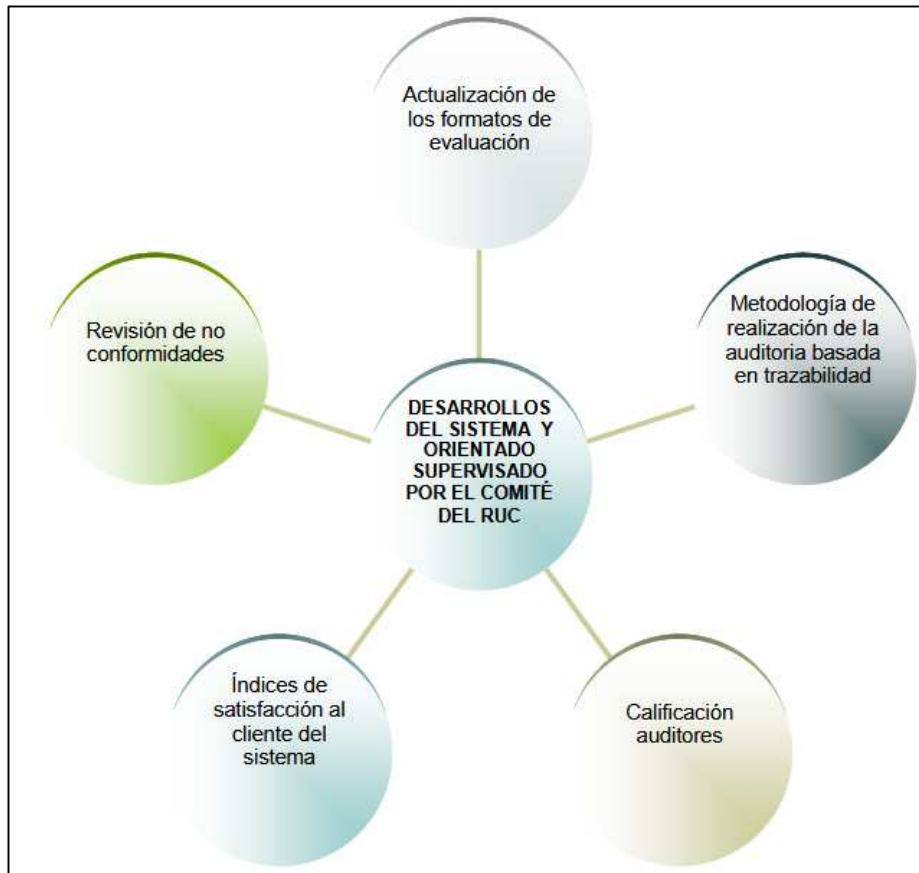 Actualización de
los formatos de
evaluación
Metodología de
realización de la
auditoria basada
en trazabilidad
Revisión de no
conformidades
DESARROLLOS
DEL SISTEMA Y
ORIENTADO
SUPERVISADO
POR EL COMITÉ
DEL RUC
Índices de
satisfacción al
cliente del
sistema
Calificación
auditores